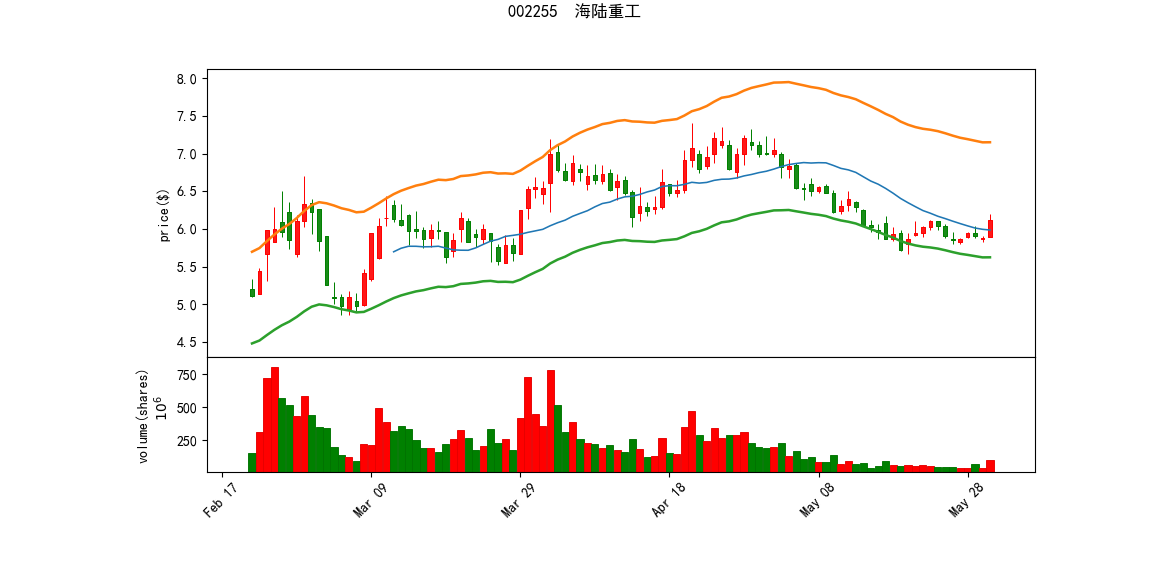 002255 海陆重工
price($)
8.0
7.5
7.0
6.5
6.0
5.5
5.0
4.5
volume(shares)
10^6
750
500
250
Feb 17
Mar 09
Mar 29
Apr 18
May 08
May 28